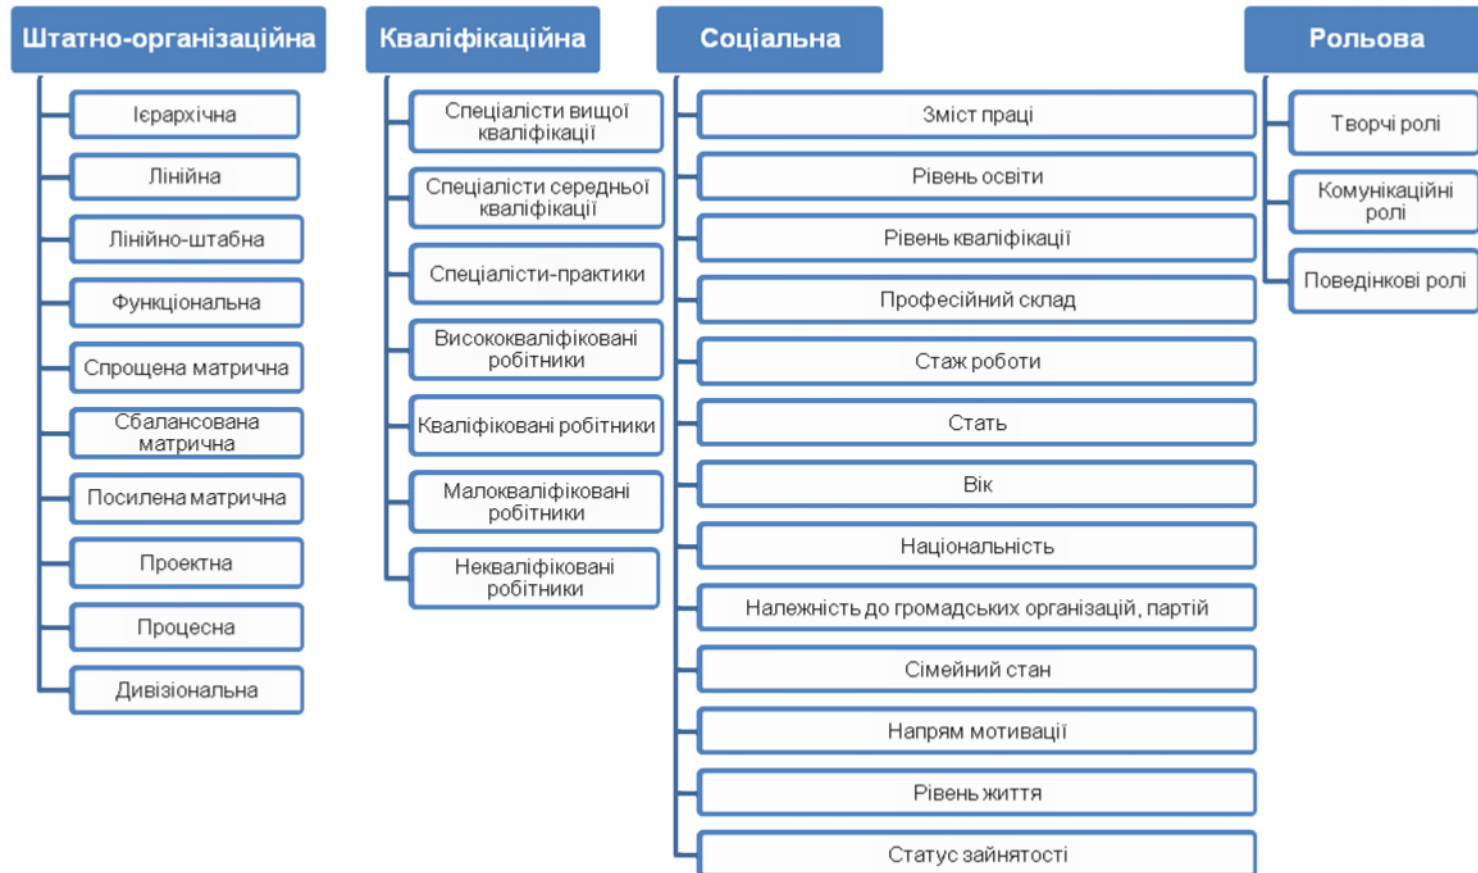 Штатно-організаційна
Ієрархічна
Лінійна
Лінійно-штабна
Функціональна
Спрощена матрична
Сбалансована
матрична
Посилена матрична
Проектна
Процесна
Дивізіональна
Кваліфікаційна
Спеціалісти вищої
кваліфікації
Спеціалісти середньої
кваліфікації
Спеціалісти-практики
Висококваліфіковані
робітники
Кваліфіковані робітники
Малокваліфіковані
робітники
Некваліфіковані
робітники
Соціальна
Зміст праці
Рівень освіти
Рівень кваліфікації
Професійний склад
Стаж роботи
Стать
Вік
Національність
Належність до громадських організацій, партій
Сімейний стан
Напрям мотивації
Рівень життя
Статус зайнятості
Рольова
Творчі ролі
Комунікаційні
ролі
Поведінкові ролі